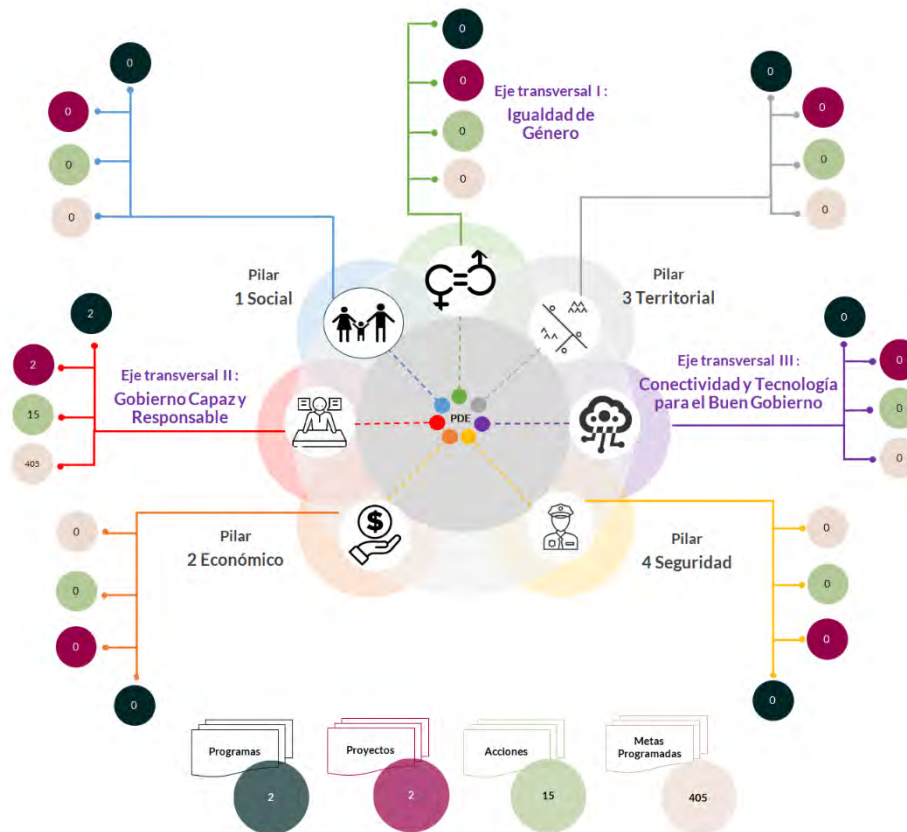 0
0
0
0
0
0
0
0
Eje transversal I :
Igualdad de
Género
0
0
0
0
Pilar
1 Social
Pilar
3 Territorial
2
2
15
405
Eje transversal II :
Gobierno Capaz y
Responsable
PDE
Eje transversal III :
Conectividad y Tecnología
para el Buen Gobierno
0
0
0
0
$
Pilar
2 Económico
0
0
0
0
Pilar
4 Seguridad
0
0
0
0
Programas
2
Proyectos
2
Acciones
15
Metas
Programadas
405